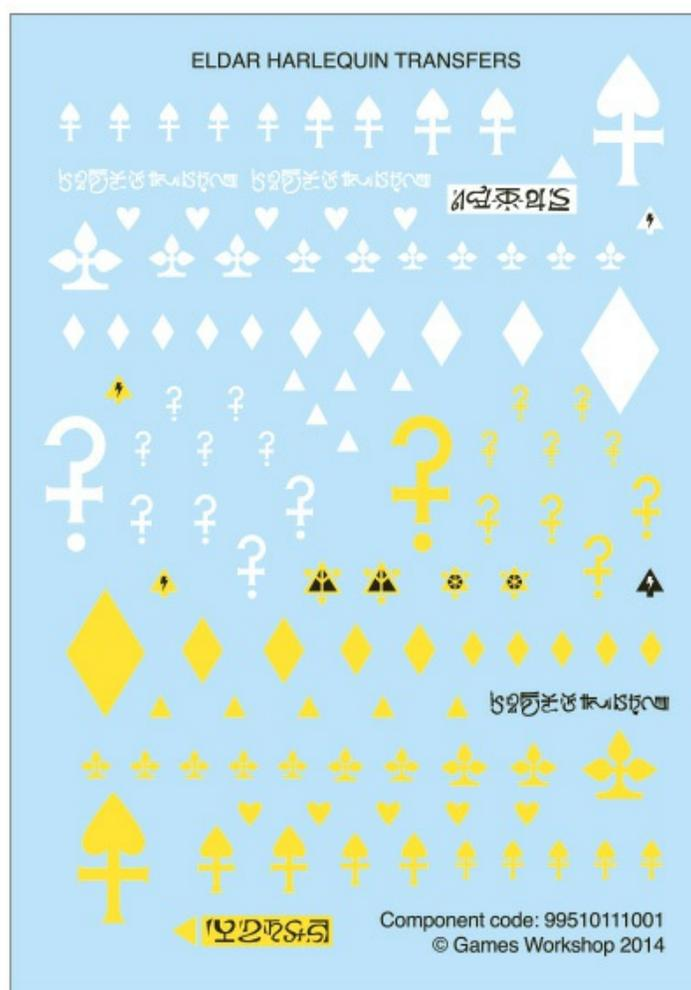 ELDAR HARLEQUIN TRANSFERS
Component code: 99510111001
© Games Workshop 2014